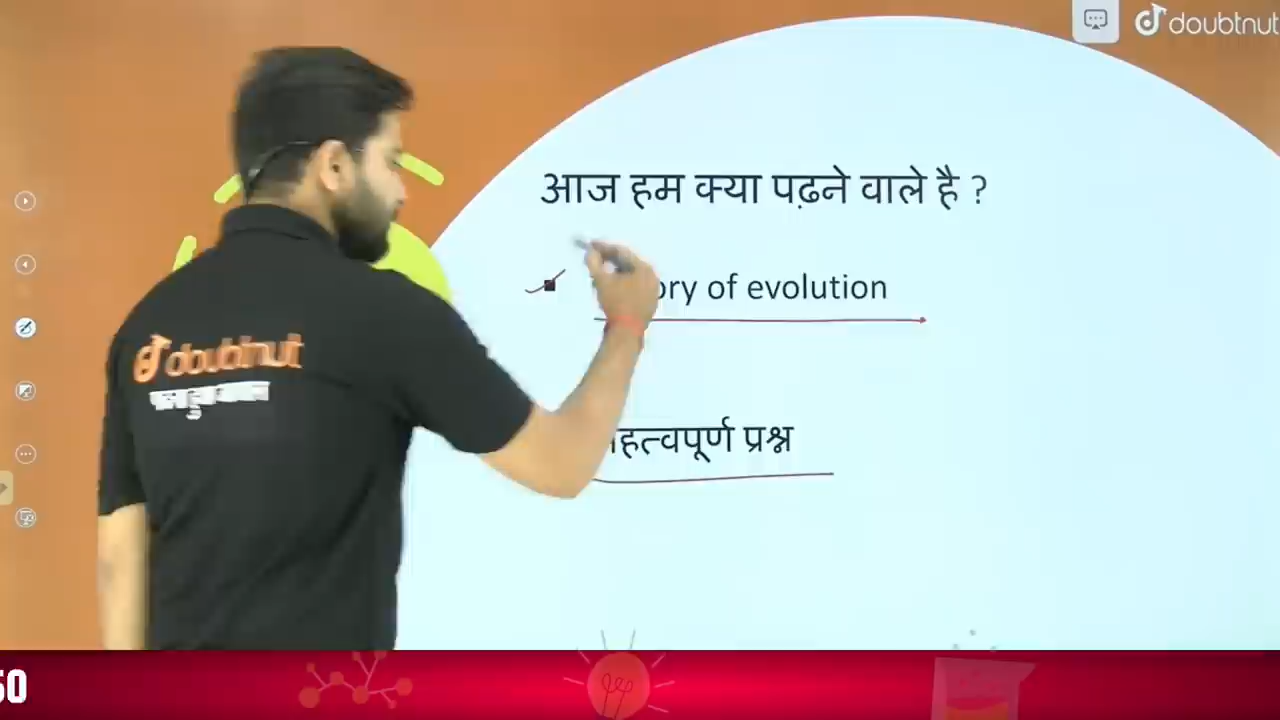 doubtnut
आज हम क्या पढ़ने वाले है ?
ory of evolution
doubtnut
हत्वपूर्ण प्रश्न
50